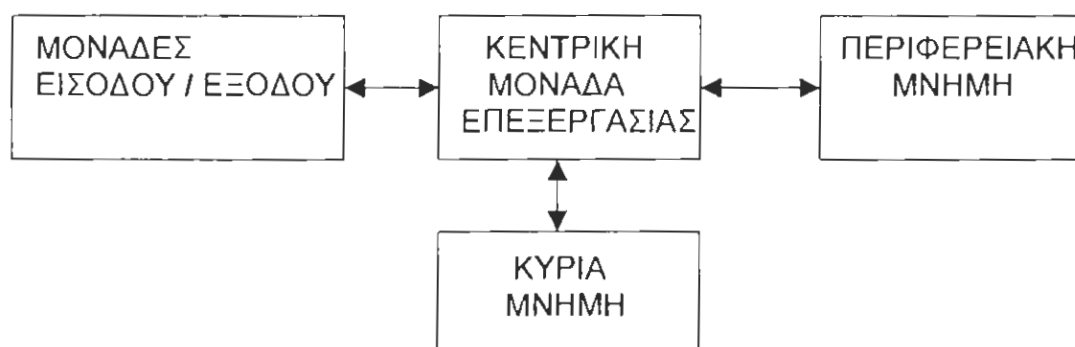 ΜΟΝΑΔΕΣ
ΕΙΣΟΔΟΥ / ΕΞΟΔΟΥ
ΚΕΝΤΡΙΚΗ
ΜΟΝΑΔΑ
ΕΠΕΞΕΡΓΑΣΙΑΣ
ΠΕΡΙΦΕΡΕΙΑΚΗ
ΜΝΗΜΗ
ΚΥΡΙΑ
ΜΝΗΜΗ